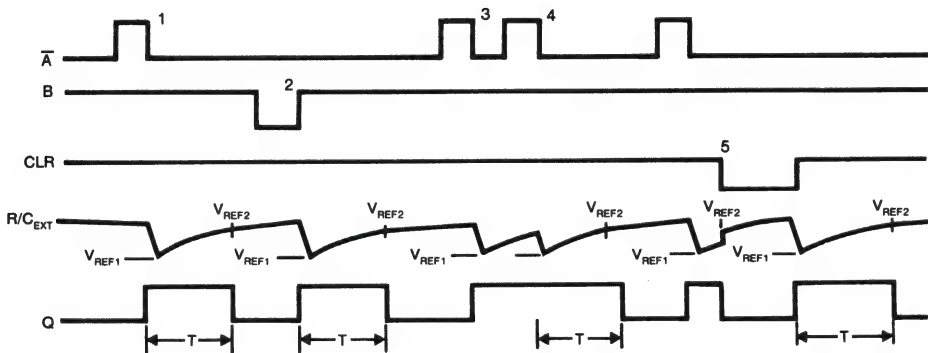 1 3 4
A̅
B 2
CLR 5
R/C_EXT V_REF2 V_REF2 V_REF2 V_REF2 V_REF2
V_REF1 V_REF1 V_REF1 V_REF1 V_REF1
Q
T T T T